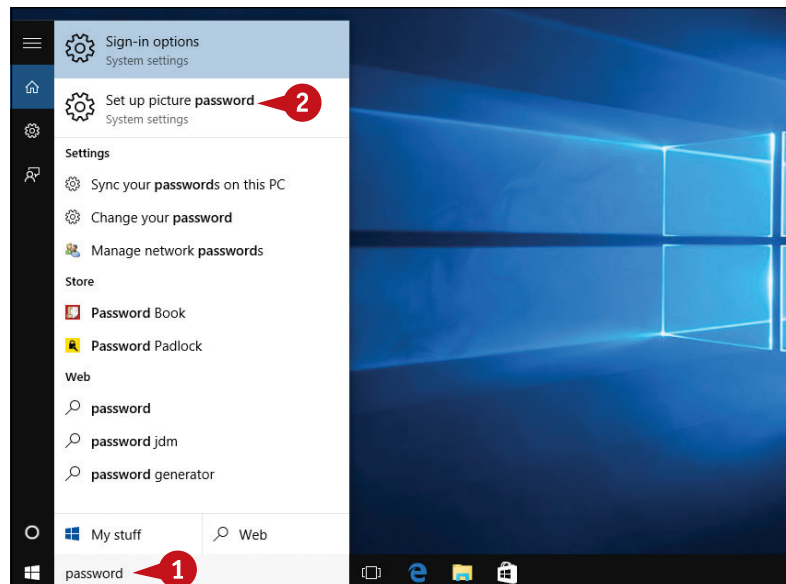 Sign-in options
System settings
Set up picture password
2
System settings
Settings
Sync your passwords on this PC
Change your password
Manage network passwords
Store
Password Book
Password Padlock
Web
password
password jdm
password generator
My stuff
Web
password
1